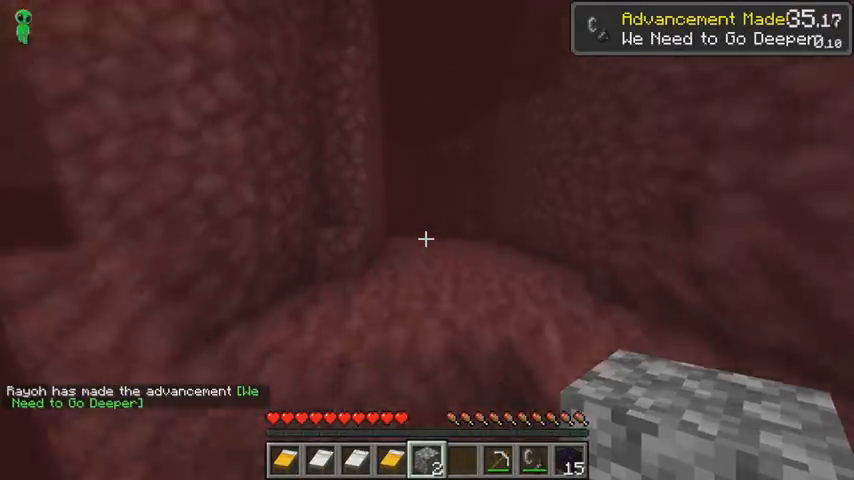 Advancement Made
35.17
We Need to Go Deeper
0.10
Rayoh has made the advancement [We
Need to Go Deeper]
2
15